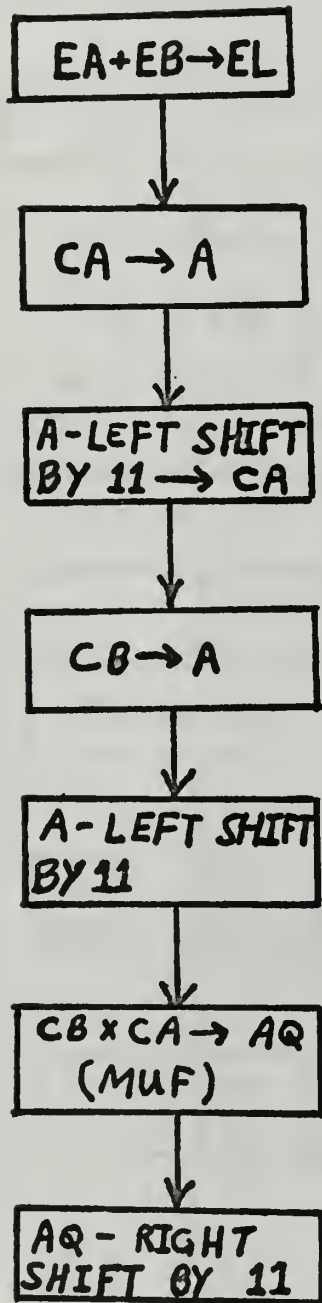 EA+EB→EL
CA → A
A-LEFT SHIFT
BY 11 → CA
CB → A
A-LEFT SHIFT
BY 11
CB X CA → AQ
(MUF)
AQ - RIGHT
SHIFT BY 11